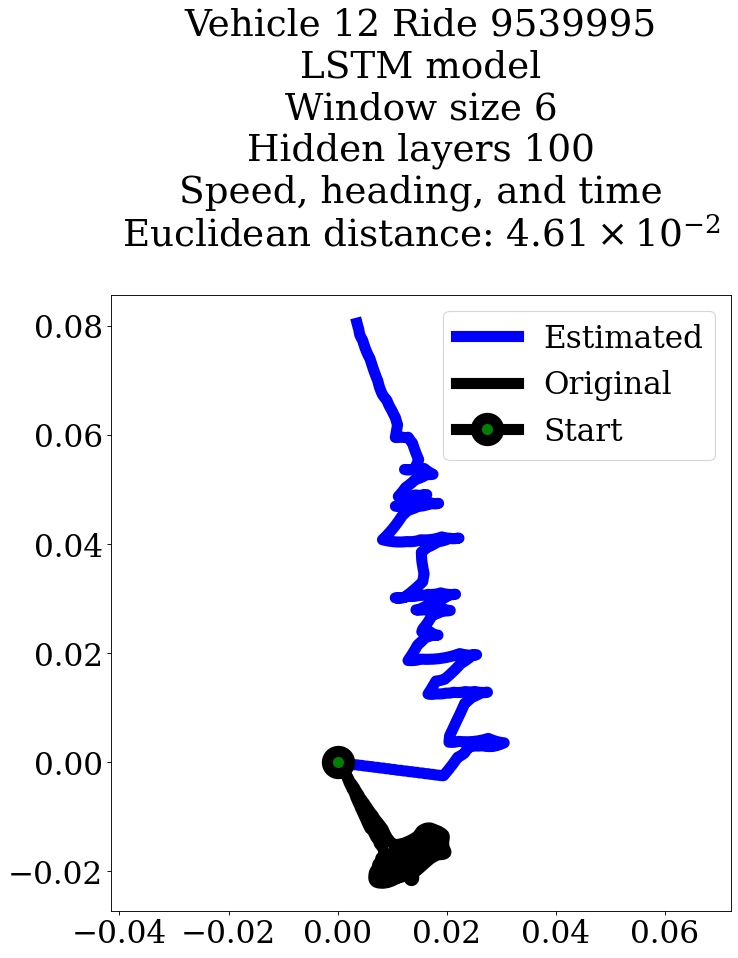 Vehicle 12 Ride 9539995
LSTM model
Window size 6
Hidden layers 100
Speed, heading, and time
Euclidean distance: 4.61 × 10⁻²
Estimated
Original
Start
0.08
0.06
0.04
0.02
0.00
−0.02
−0.04 −0.02 0.00 0.02 0.04 0.06